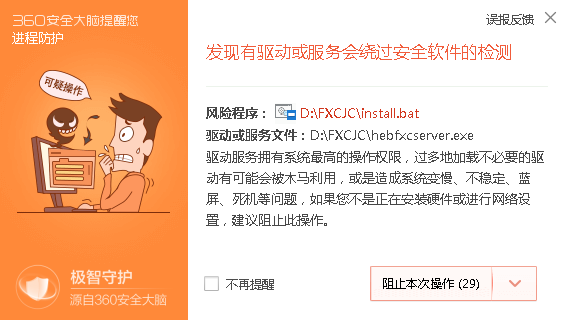 360安全大脑提醒您
进程防护
误报反馈
发现有驱动或服务会绕过安全软件的检测
可疑操作
风险程序： D:\FXCJC\install.bat
驱动或服务文件：D:\FXCJC\hebfxcserver.exe
驱动服务拥有系统最高的操作权限，过多地加载不必要的驱
动有可能会被木马利用，或是造成系统变慢、不稳定、蓝
屏、死机等问题，如果您不是正在安装硬件或进行网络设
置，建议阻止此操作。
极智守护
源自360安全大脑
不再提醒
阻止本次操作 (29)